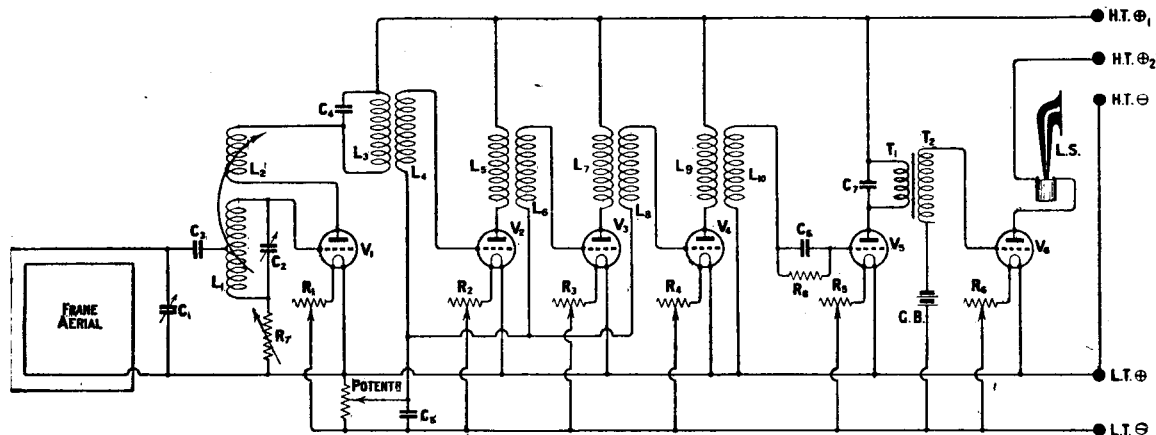 H.T.⊕1
H.T.⊕2
H.T.⊖
L.S.
C4
L3
L4
L2
L5
L6
L7
L8
L9
L10
T1
T2
C7
C3
L1
C2
V1
V2
V3
V4
C6
R8
V5
V6
FRAME
AERIAL
C1
R7
R1
R2
R3
R4
R5
G.B.
R6
POTENTR
C5
L.T.⊕
L.T.⊖